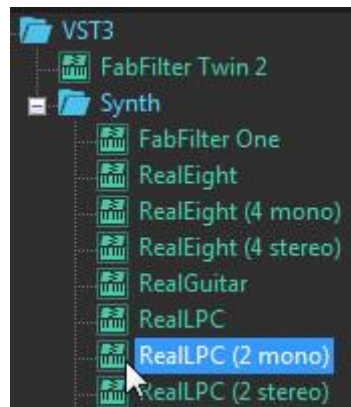 VST3
FabFilter Twin 2
Synth
FabFilter One
RealEight
RealEight (4 mono)
RealEight (4 stereo)
RealGuitar
RealLPC
RealLPC (2 mono)
RealLPC (2 stereo)